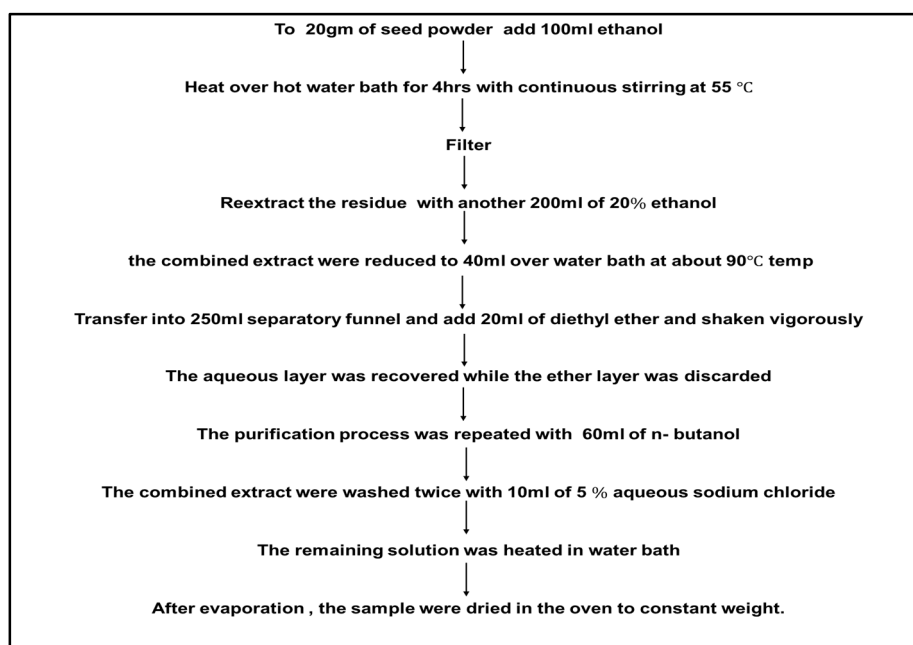 To 20gm of seed powder add 100ml ethanol
Heat over hot water bath for 4hrs with continuous stirring at 55 °C
Filter
Reextract the residue with another 200ml of 20% ethanol
the combined extract were reduced to 40ml over water bath at about 90°C temp
Transfer into 250ml separatory funnel and add 20ml of diethyl ether and shaken vigorously
The aqueous layer was recovered while the ether layer was discarded
The purification process was repeated with 60ml of n- butanol
The combined extract were washed twice with 10ml of 5 % aqueous sodium chloride
The remaining solution was heated in water bath
After evaporation , the sample were dried in the oven to constant weight.